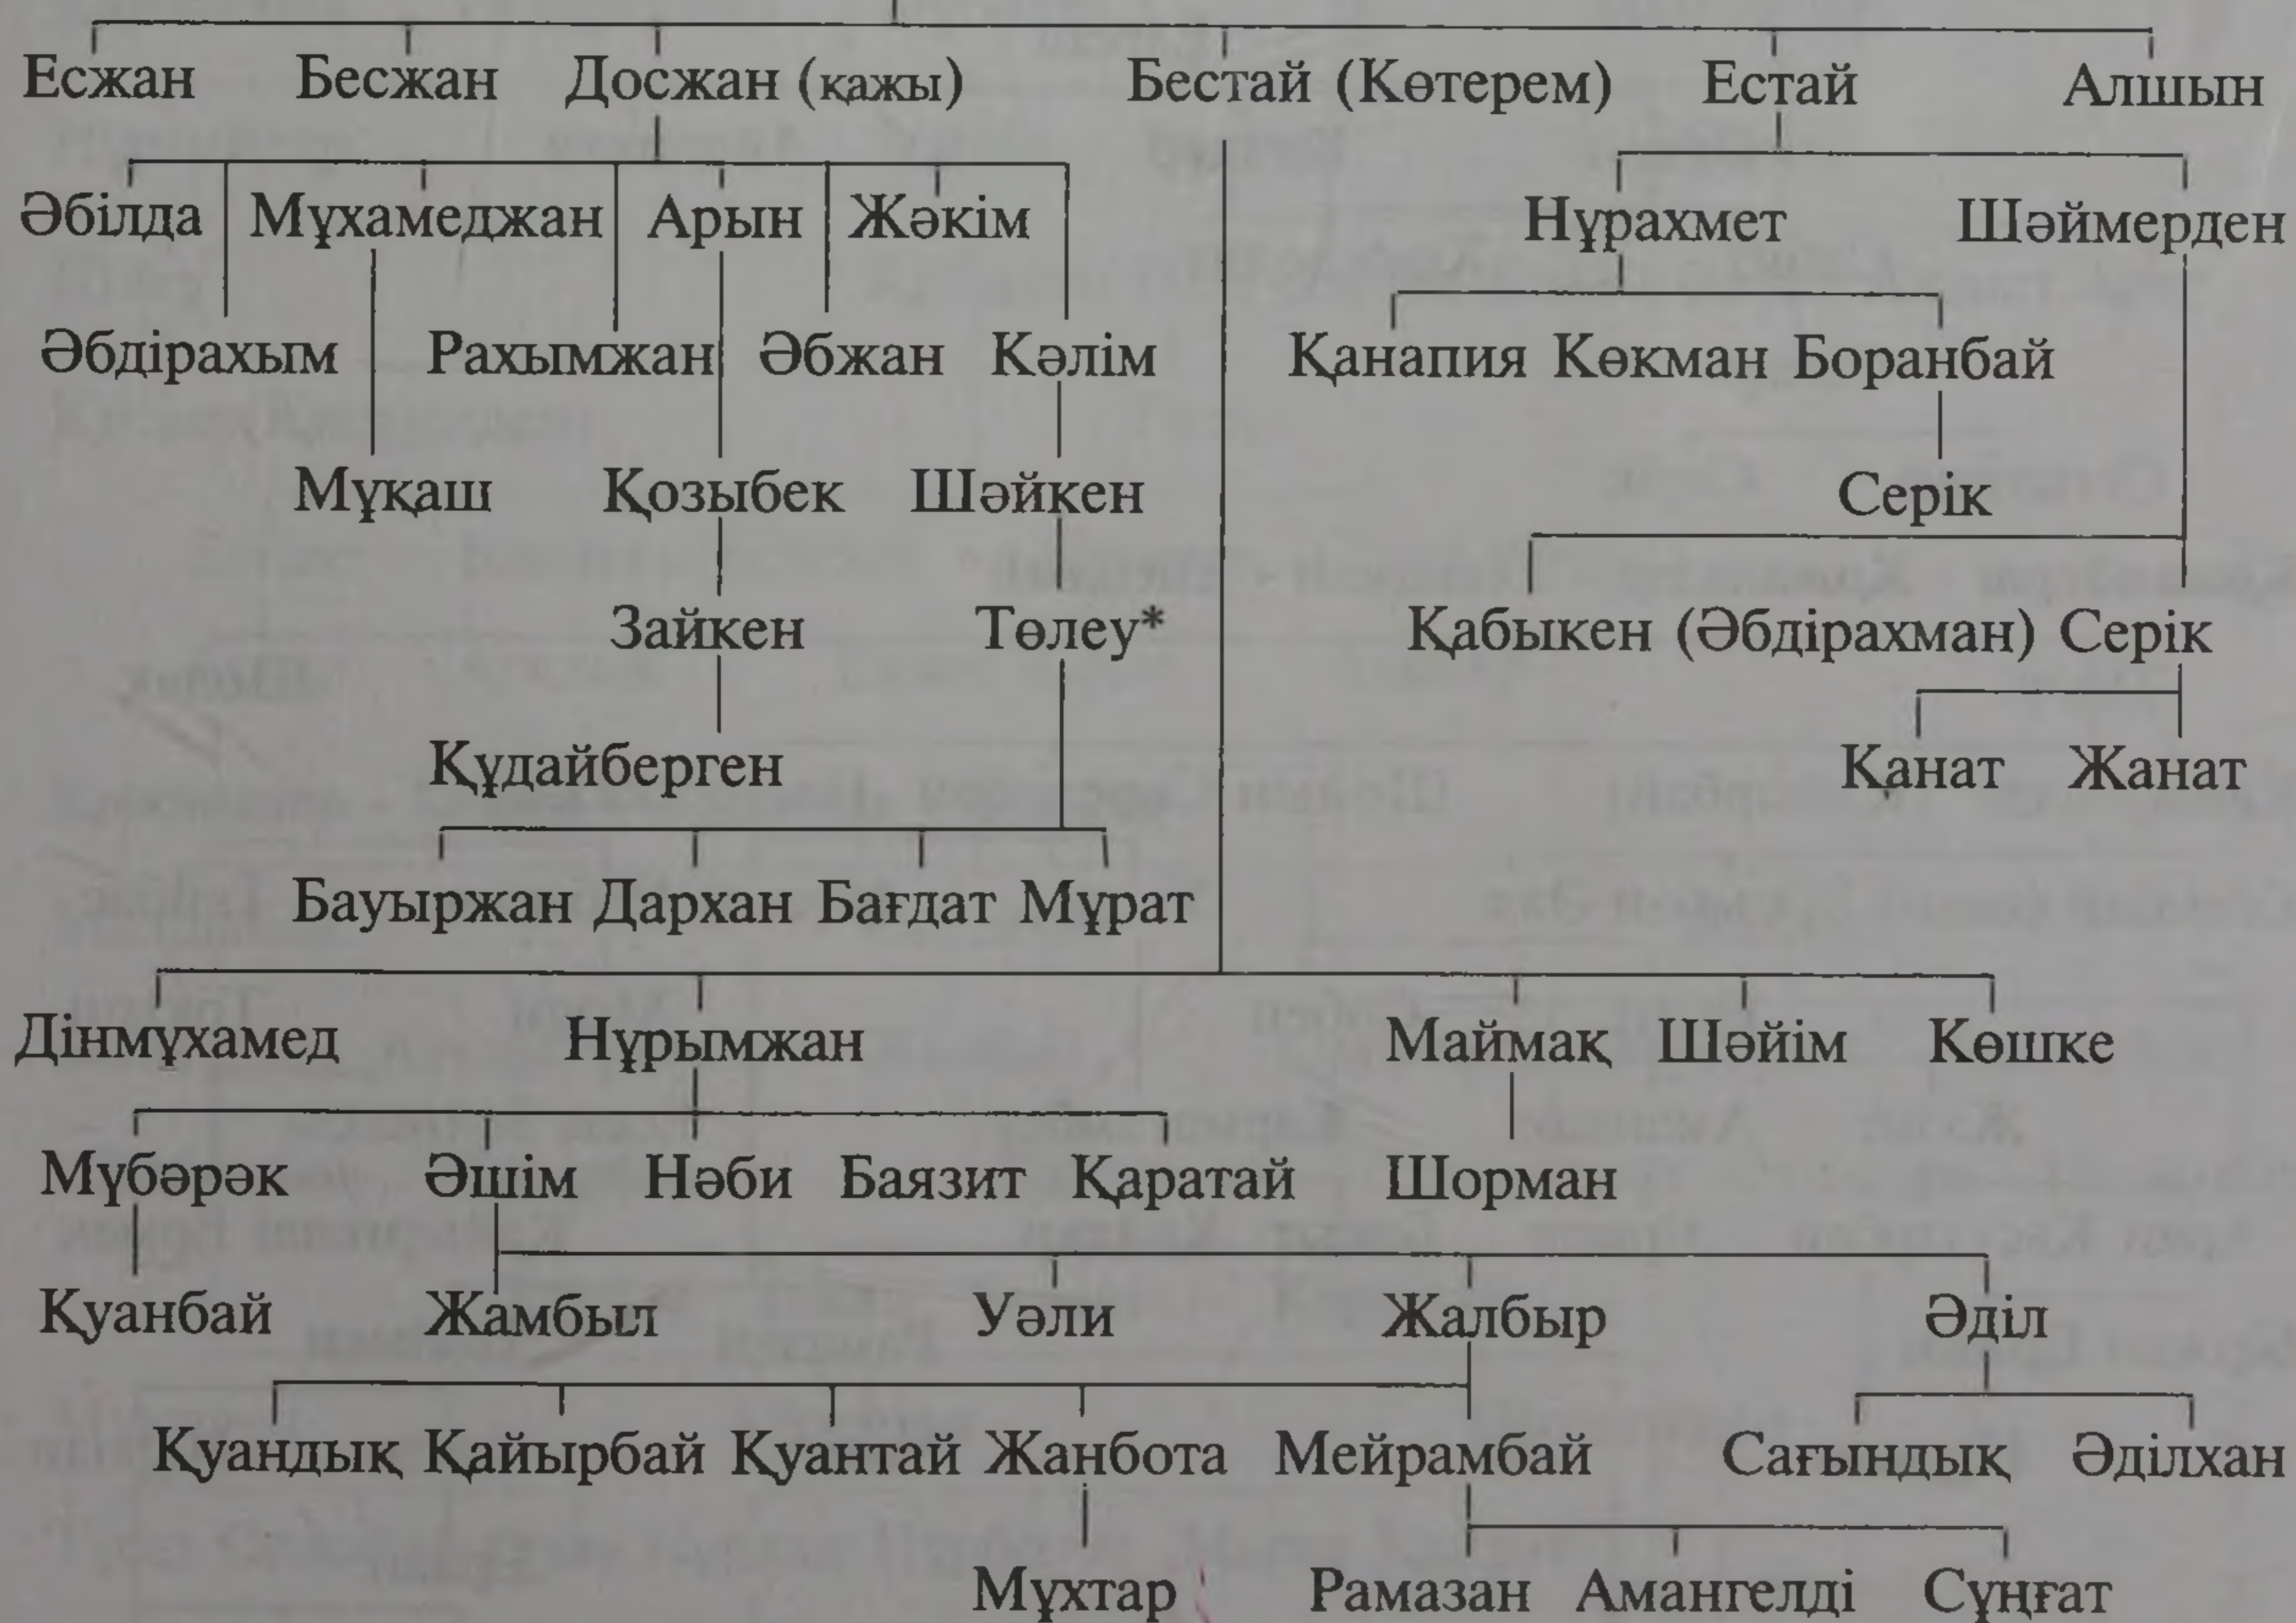 Есжан Бесжан Досжан (қажы) Бестай (Көтерем) Естай Алшын
Әбілда Мұхамеджан Арын Жәкім Нұрахмет Шәймерден
Әбдірахым Рахымжан Әбжан Кәлім Қанапия Көкман Боранбай
Мұқаш Қозыбек Шәйкен Серік
Зайкен Төлеу* Қабыкен (Әбдірахман) Серік
Құдайберген Қанат Жанат
Бауыржан Дархан Бағдат Мұрат
Дінмұхамед Нұрымжан Маймақ Шәйім Көшке
Мүбәрәк Әшім Нәби Баязит Қаратай Шорман
Қуанбай Жамбыл Уәли Жалбыр Әділ
Қуандық Қайырбай Қуантай Жанбота Мейрамбай Сағындық Әділхан
Мұхтар Рамазан Амангелді Сұңғат